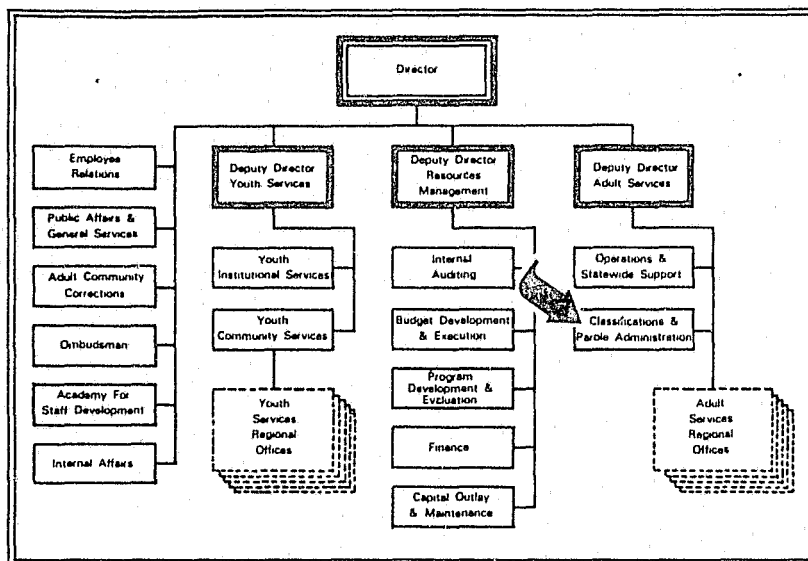 Director
Employee
Relations
Public Affairs &
General Services
Adult Community
Corrections
Ombudsman
Academy For
Staff Development
Internal Affairs
Deputy Director
Youth Services
Youth
Institutional Services
Youth
Community Services
Youth
Services
Regional
Offices
Deputy Director
Resources
Management
Internal
Auditing
Budget Development
& Execution
Program
Development &
Evaluation
Finance
Capital Outlay
& Maintenance
Deputy Director
Adult Services
Operations &
Statewide Support
Classifications &
Parole Administration
Adult
Services
Regional
Offices